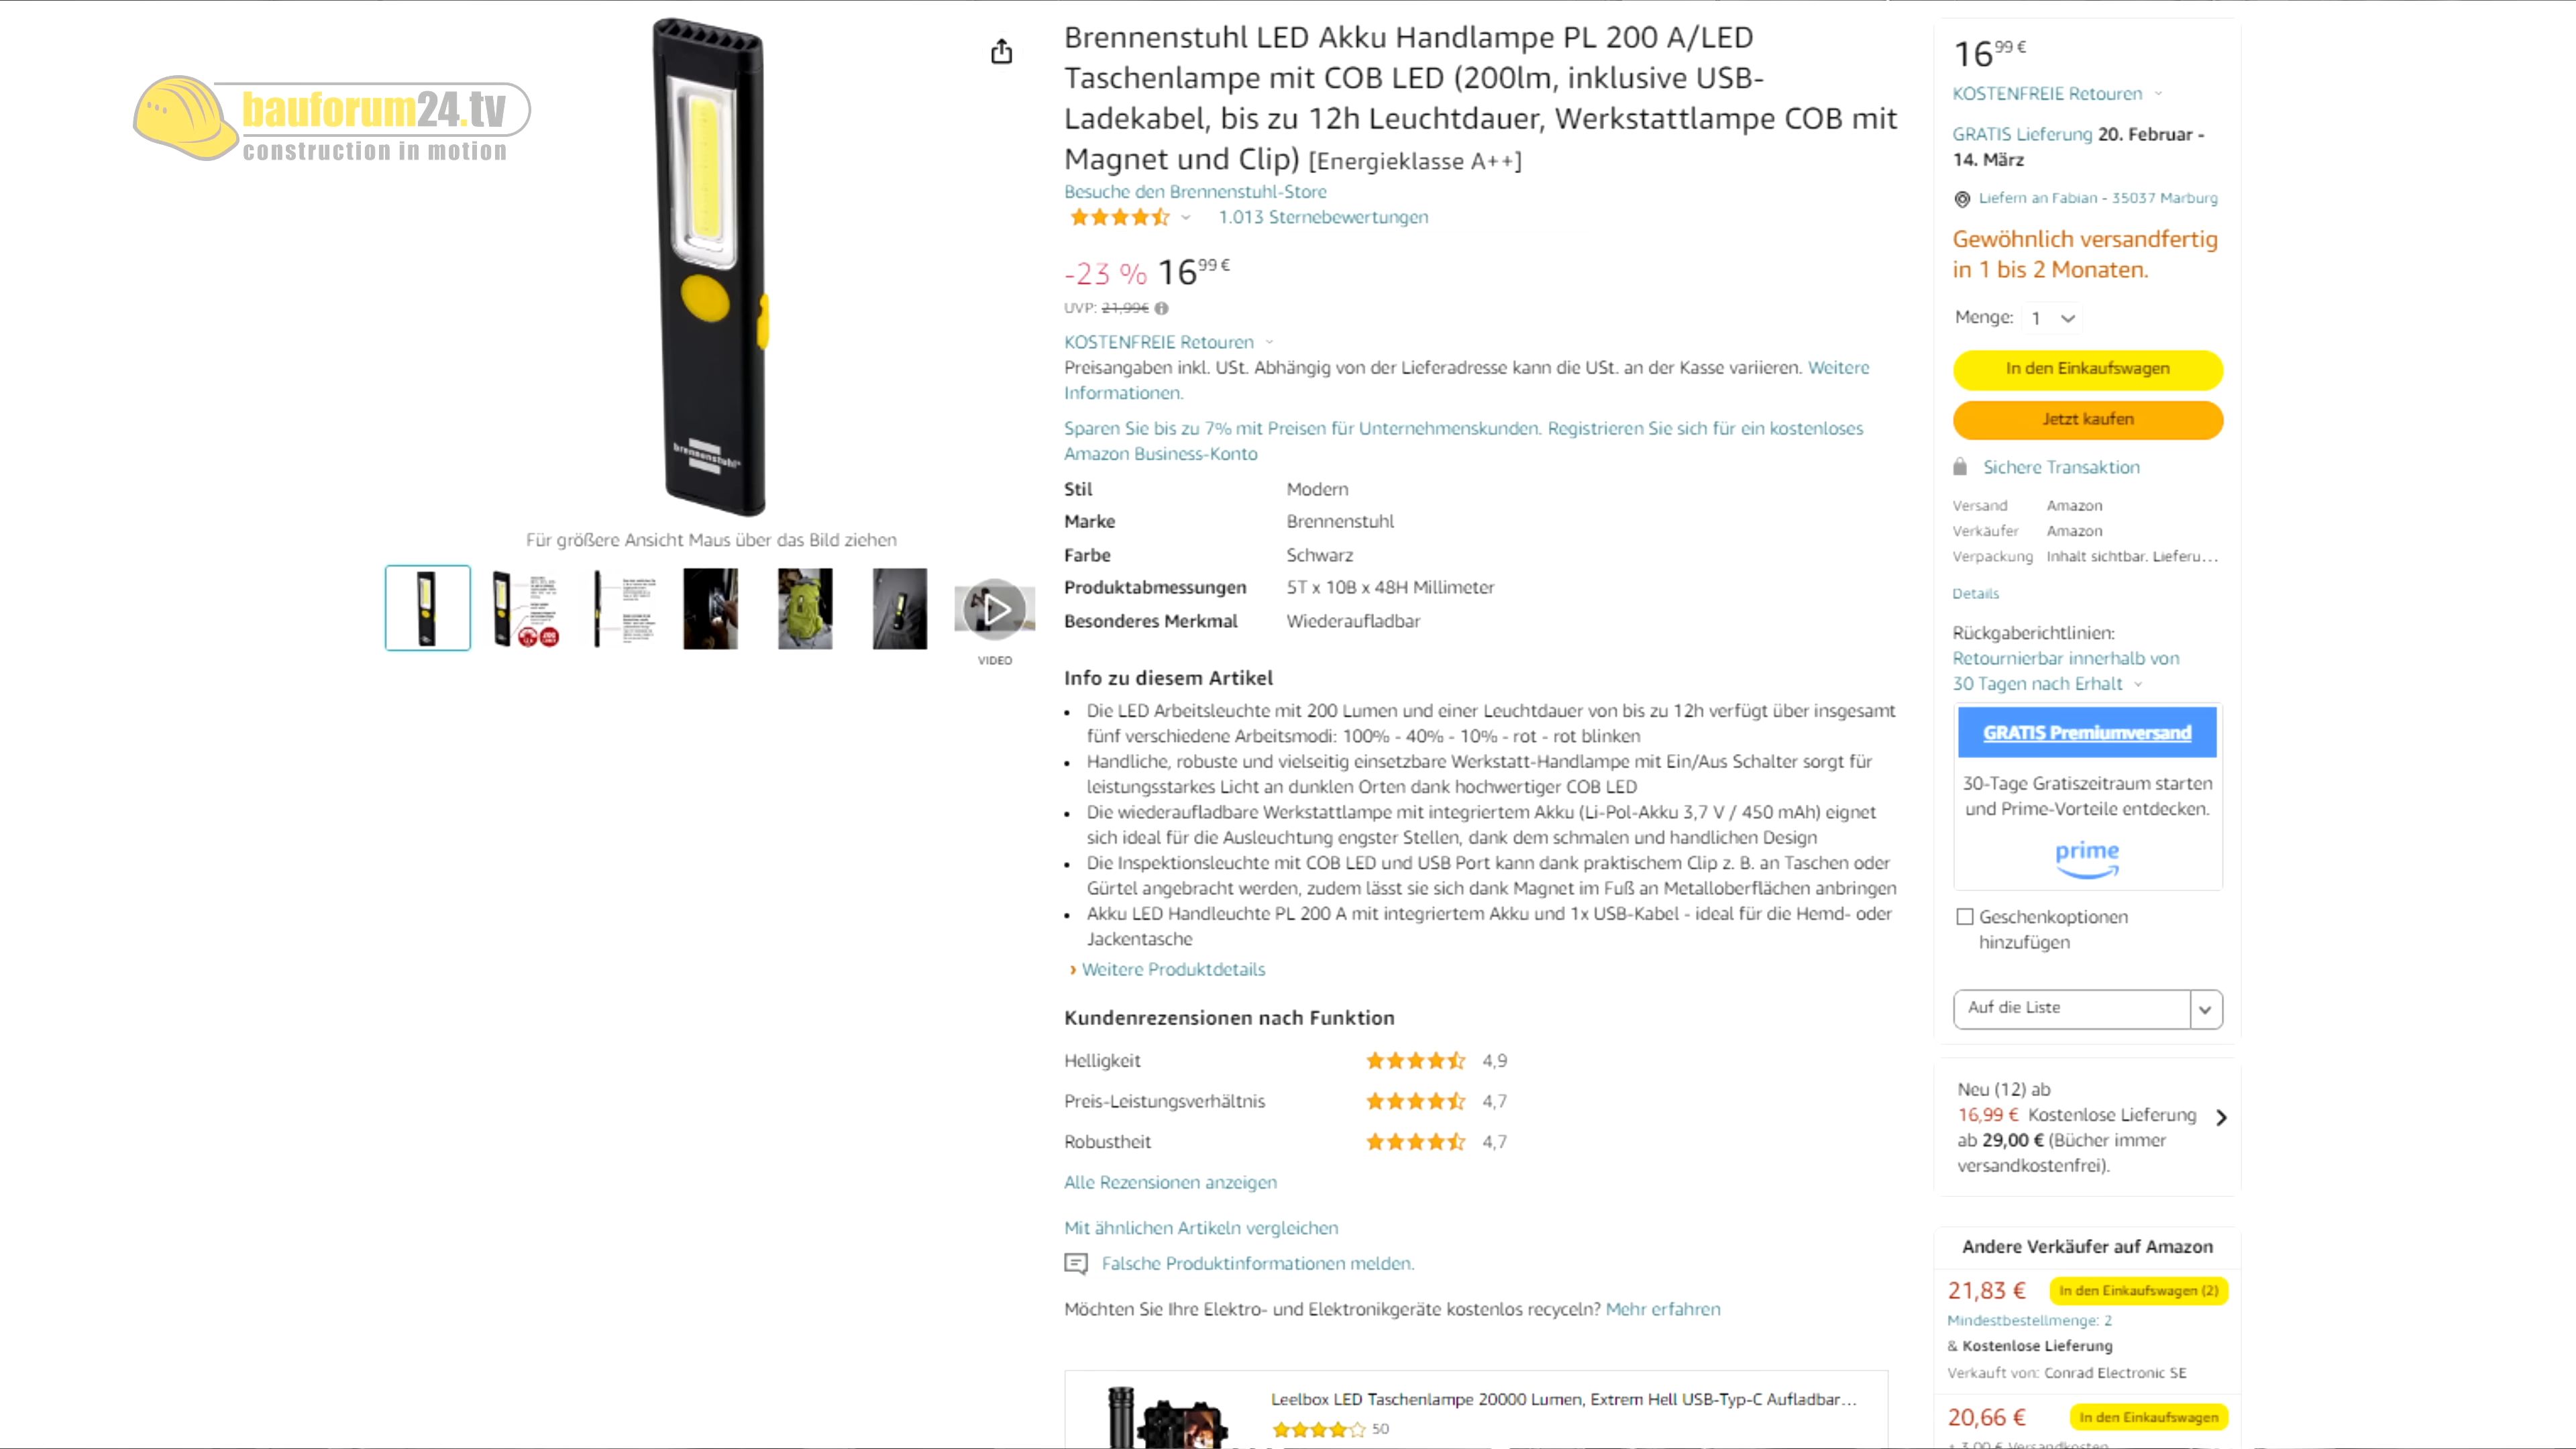 bauforum24.tv
construction in motion
brennenstuhl
Für größere Ansicht Maus über das Bild ziehen
VIDEO
Brennenstuhl LED Akku Handlampe PL 200 A/LED
Taschenlampe mit COB LED (200lm, inklusive USB-
Ladekabel, bis zu 12h Leuchtdauer, Werkstattlampe COB mit
Magnet und Clip) [Energieklasse A++]
Besuche den Brennenstuhl-Store
1.013 Sternebewertungen
-23 % 16 99 €
UVP: 21,99€
KOSTENFREIE Retouren
Preisangaben inkl. USt. Abhängig von der Lieferadresse kann die USt. an der Kasse variieren. Weitere
Informationen.
Sparen Sie bis zu 7% mit Preisen für Unternehmenskunden. Registrieren Sie sich für ein kostenloses
Amazon Business-Konto
Stil Modern
Marke Brennenstuhl
Farbe Schwarz
Produktabmessungen 5T x 10B x 48H Millimeter
Besonderes Merkmal Wiederaufladbar
Info zu diesem Artikel
• Die LED Arbeitsleuchte mit 200 Lumen und einer Leuchtdauer von bis zu 12h verfügt über insgesamt
fünf verschiedene Arbeitsmodi: 100% - 40% - 10% - rot - rot blinken
• Handliche, robuste und vielseitig einsetzbare Werkstatt-Handlampe mit Ein/Aus Schalter sorgt für
leistungsstarkes Licht an dunklen Orten dank hochwertiger COB LED
• Die wiederaufladbare Werkstattlampe mit integriertem Akku (Li-Pol-Akku 3,7 V / 450 mAh) eignet
sich ideal für die Ausleuchtung engster Stellen, dank dem schmalen und handlichen Design
• Die Inspektionsleuchte mit COB LED und USB Port kann dank praktischem Clip z. B. an Taschen oder
Gürtel angebracht werden, zudem lässt sie sich dank Magnet im Fuß an Metalloberflächen anbringen
• Akku LED Handleuchte PL 200 A mit integriertem Akku und 1x USB-Kabel - ideal für die Hemd- oder
Jackentasche
› Weitere Produktdetails
Kundenrezensionen nach Funktion
Helligkeit 4,9
Preis-Leistungsverhältnis 4,7
Robustheit 4,7
Alle Rezensionen anzeigen
Mit ähnlichen Artikeln vergleichen
Falsche Produktinformationen melden.
Möchten Sie Ihre Elektro- und Elektronikgeräte kostenlos recyceln? Mehr erfahren
Leelbox LED Taschenlampe 20000 Lumen, Extrem Hell USB-Typ-C Aufladbar…
50
16 99 €
KOSTENFREIE Retouren
GRATIS Lieferung 20. Februar -
14. März
Liefern an Fabian - 35037 Marburg
Gewöhnlich versandfertig
in 1 bis 2 Monaten.
Menge: 1
In den Einkaufswagen
Jetzt kaufen
Sichere Transaktion
Versand Amazon
Verkäufer Amazon
Verpackung Inhalt sichtbar. Lieferu…
Details
Rückgaberichtlinien:
Retournierbar innerhalb von
30 Tagen nach Erhalt
GRATIS Premiumversand
30-Tage Gratiszeitraum starten
und Prime-Vorteile entdecken.
prime
Geschenkoptionen
hinzufügen
Auf die Liste
Neu (12) ab
16,99 € Kostenlose Lieferung
ab 29,00 € (Bücher immer
versandkostenfrei).
Andere Verkäufer auf Amazon
21,83 € In den Einkaufswagen (2)
Mindestbestellmenge: 2
& Kostenlose Lieferung
Verkauft von: Conrad Electronic SE
20,66 € In den Einkaufswagen
+ 3,00 € Versandkosten